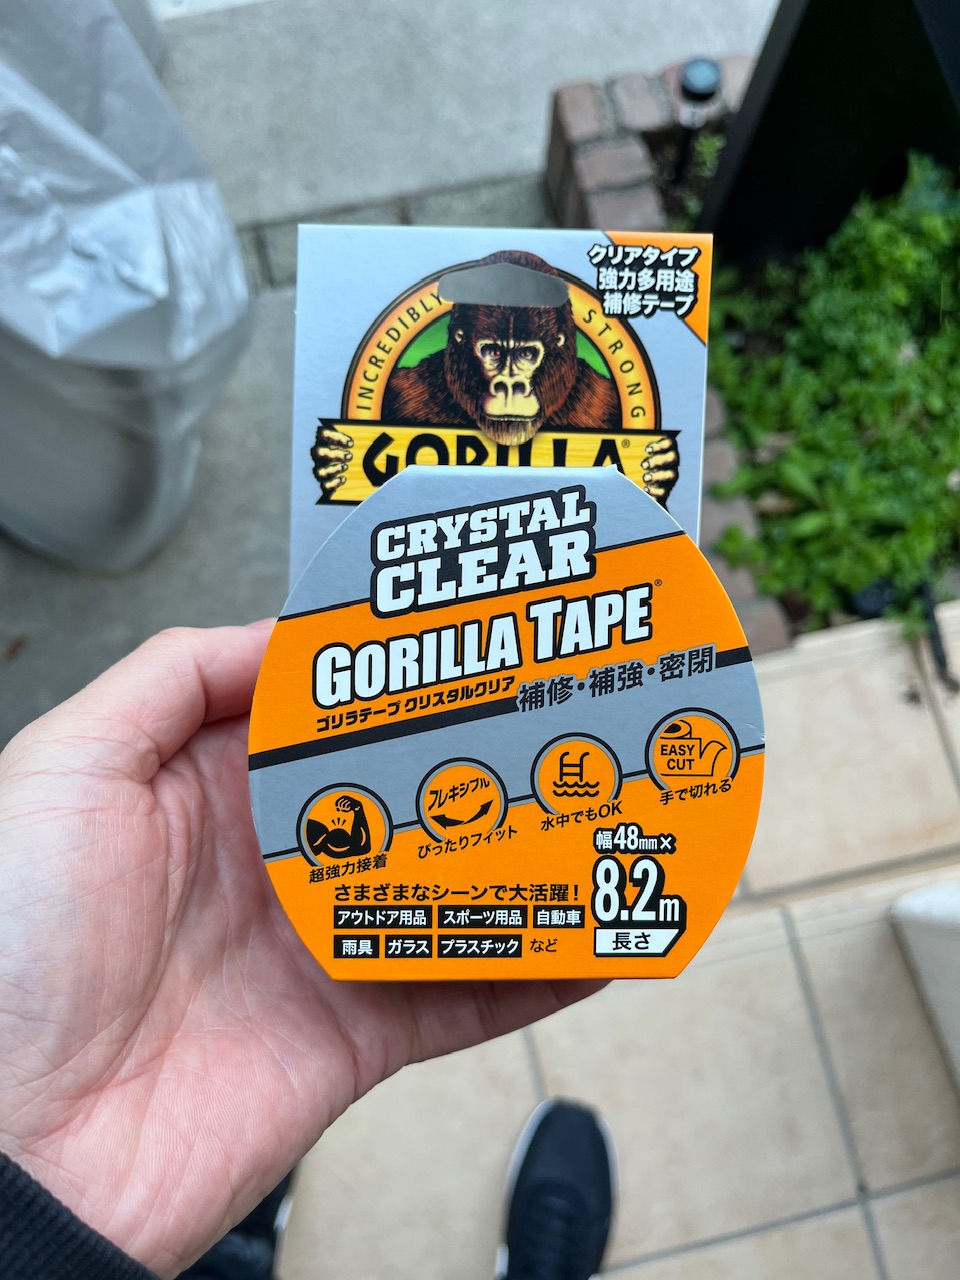 クリアタイプ
強力多用途
補修テープ
INCREDIBLY STRONG
GORILLA®
CRYSTAL
CLEAR
GORILLA TAPE®
ゴリラテープ クリスタルクリア 補修・補強・密閉
超強力接着
フレキシブル
ぴったりフィット
水中でもOK
EASY
CUT
手で切れる
さまざまなシーンで大活躍!
アウトドア用品 スポーツ用品 自動車
雨具 ガラス プラスチック など
幅48mm×
8.2m
長さ